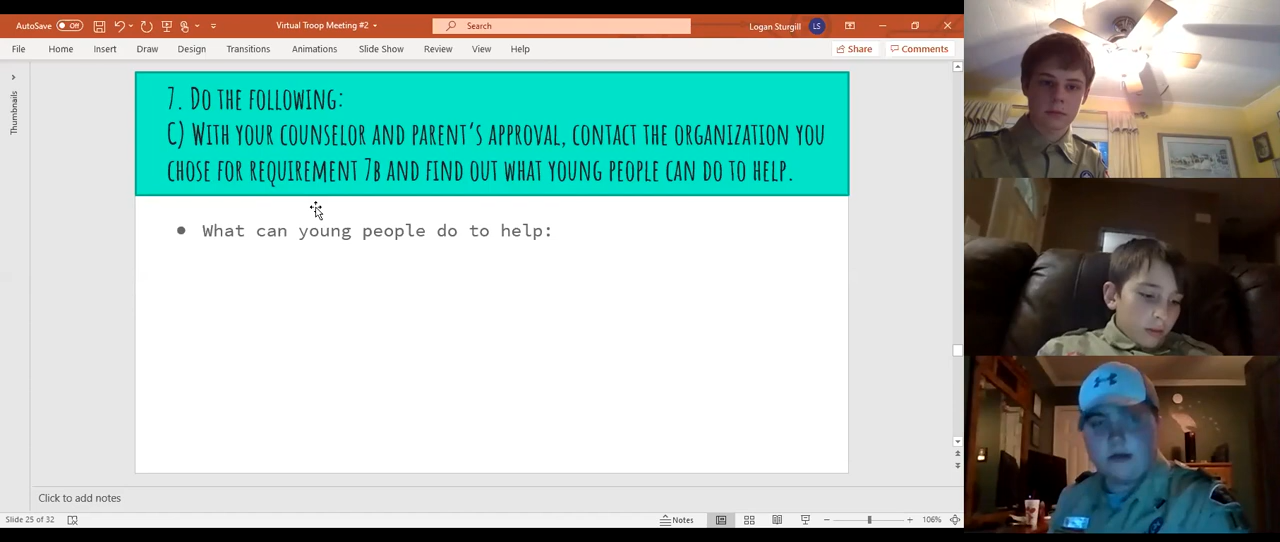 AutoSave Off Virtual Troop Meeting #2 Search Logan Sturgill LS
File Home Insert Draw Design Transitions Animations Slide Show Review View Help Share Comments
Thumbnails
7. Do the following:
C) With your counselor and parent's approval, contact the organization you
chose for requirement 7B and find out what young people can do to help.
● What can young people do to help:
Click to add notes
Slide 25 of 32 Notes 106%